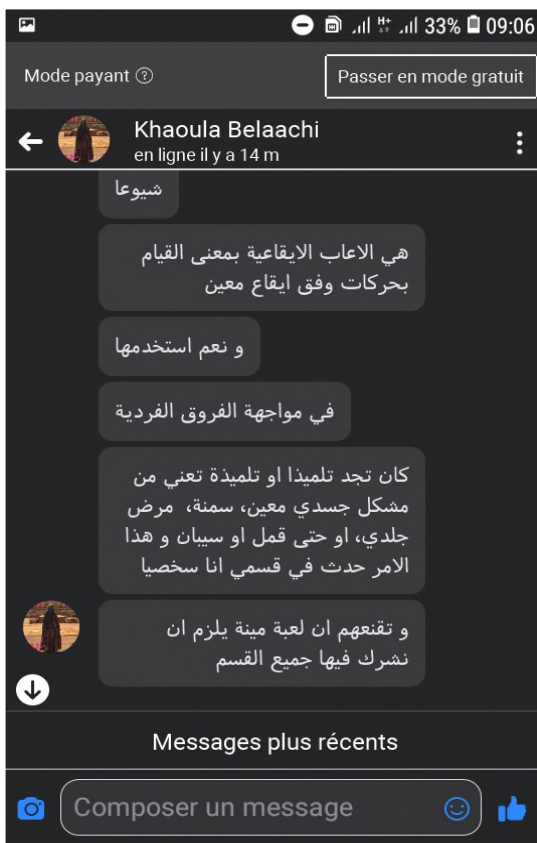 33% 09:06
Mode payant ?
Passer en mode gratuit
Khaoula Belaachi
en ligne il y a 14 m
شيوعا
هي الاعاب الايقاعية بمعنى القيام
بحركات وفق ايقاع معين
و نعم استخدمها
في مواجهة الفروق الفردية
كان تجد تلميذا او تلميذة تعني من
مشكل جسدي معين، سمنة، مرض
جلدي، او حتى قمل او سيبان و هذا
الامر حدث في قسمي انا سخصيا
و تقنعهم ان لعبة مينة يلزم ان
نشرك فيها جميع القسم
Messages plus récents
Composer un message